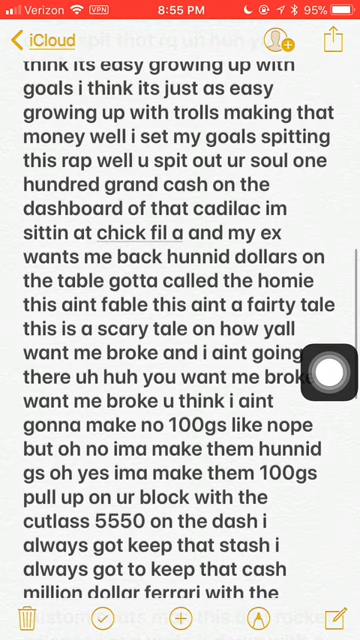 Verizon VPN 8:55 PM 95%
iCloud
think its easy growing up with
goals i think its just as easy
growing up with trolls making that
money well i set my goals spitting
this rap well u spit out ur soul one
hundred grand cash on the
dashboard of that cadilac im
sittin at chick fil a and my ex
wants me back hunnid dollars on
the table gotta called the homie
this aint fable this aint a fairty tale
this is a scary tale on how yall
want me broke and i aint going
there uh huh you want me broke
want me broke u think i aint
gonna make no 100gs like nope
but oh no ima make them hunnid
gs oh yes ima make them 100gs
pull up on ur block with the
cutlass 5550 on the dash i
always got keep that stash i
always got to keep that cash
million dollar ferrari with the